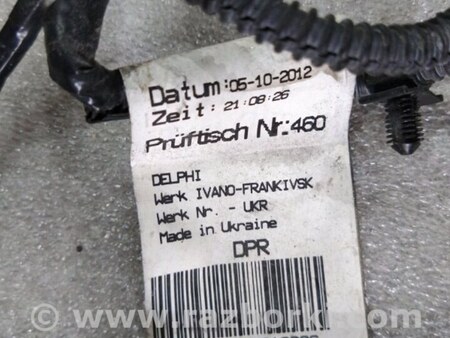 Datum:05-10-2012
Zeit: 21:08:26
Prüftisch Nr.:460
DELPHI
Werk IVANO-FRANKIVSK
Werk Nr. - UKR
Made in Ukraine
DPR
www.razborki.com